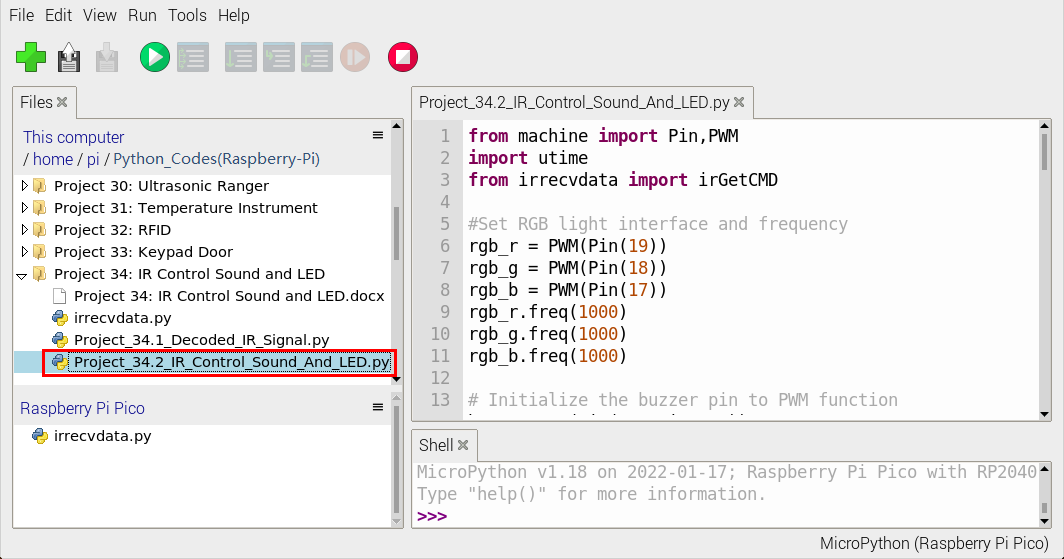 File Edit View Run Tools Help
Files
This computer
/ home / pi / Python_Codes(Raspberry-Pi)
Project 30: Ultrasonic Ranger
Project 31: Temperature Instrument
Project 32: RFID
Project 33: Keypad Door
Project 34: IR Control Sound and LED
Project 34: IR Control Sound and LED.docx
irrecvdata.py
Project_34.1_Decoded_IR_Signal.py
Project_34.2_IR_Control_Sound_And_LED.py
Raspberry Pi Pico
irrecvdata.py
Project_34.2_IR_Control_Sound_And_LED.py
1 from machine import Pin,PWM
2 import utime
3 from irrecvdata import irGetCMD
4
5 #Set RGB light interface and frequency
6 rgb_r = PWM(Pin(19))
7 rgb_g = PWM(Pin(18))
8 rgb_b = PWM(Pin(17))
9 rgb_r.freq(1000)
10 rgb_g.freq(1000)
11 rgb_b.freq(1000)
12
13 # Initialize the buzzer pin to PWM function
Shell
MicroPython v1.18 on 2022-01-17; Raspberry Pi Pico with RP2040
Type "help()" for more information.
>>>
MicroPython (Raspberry Pi Pico)